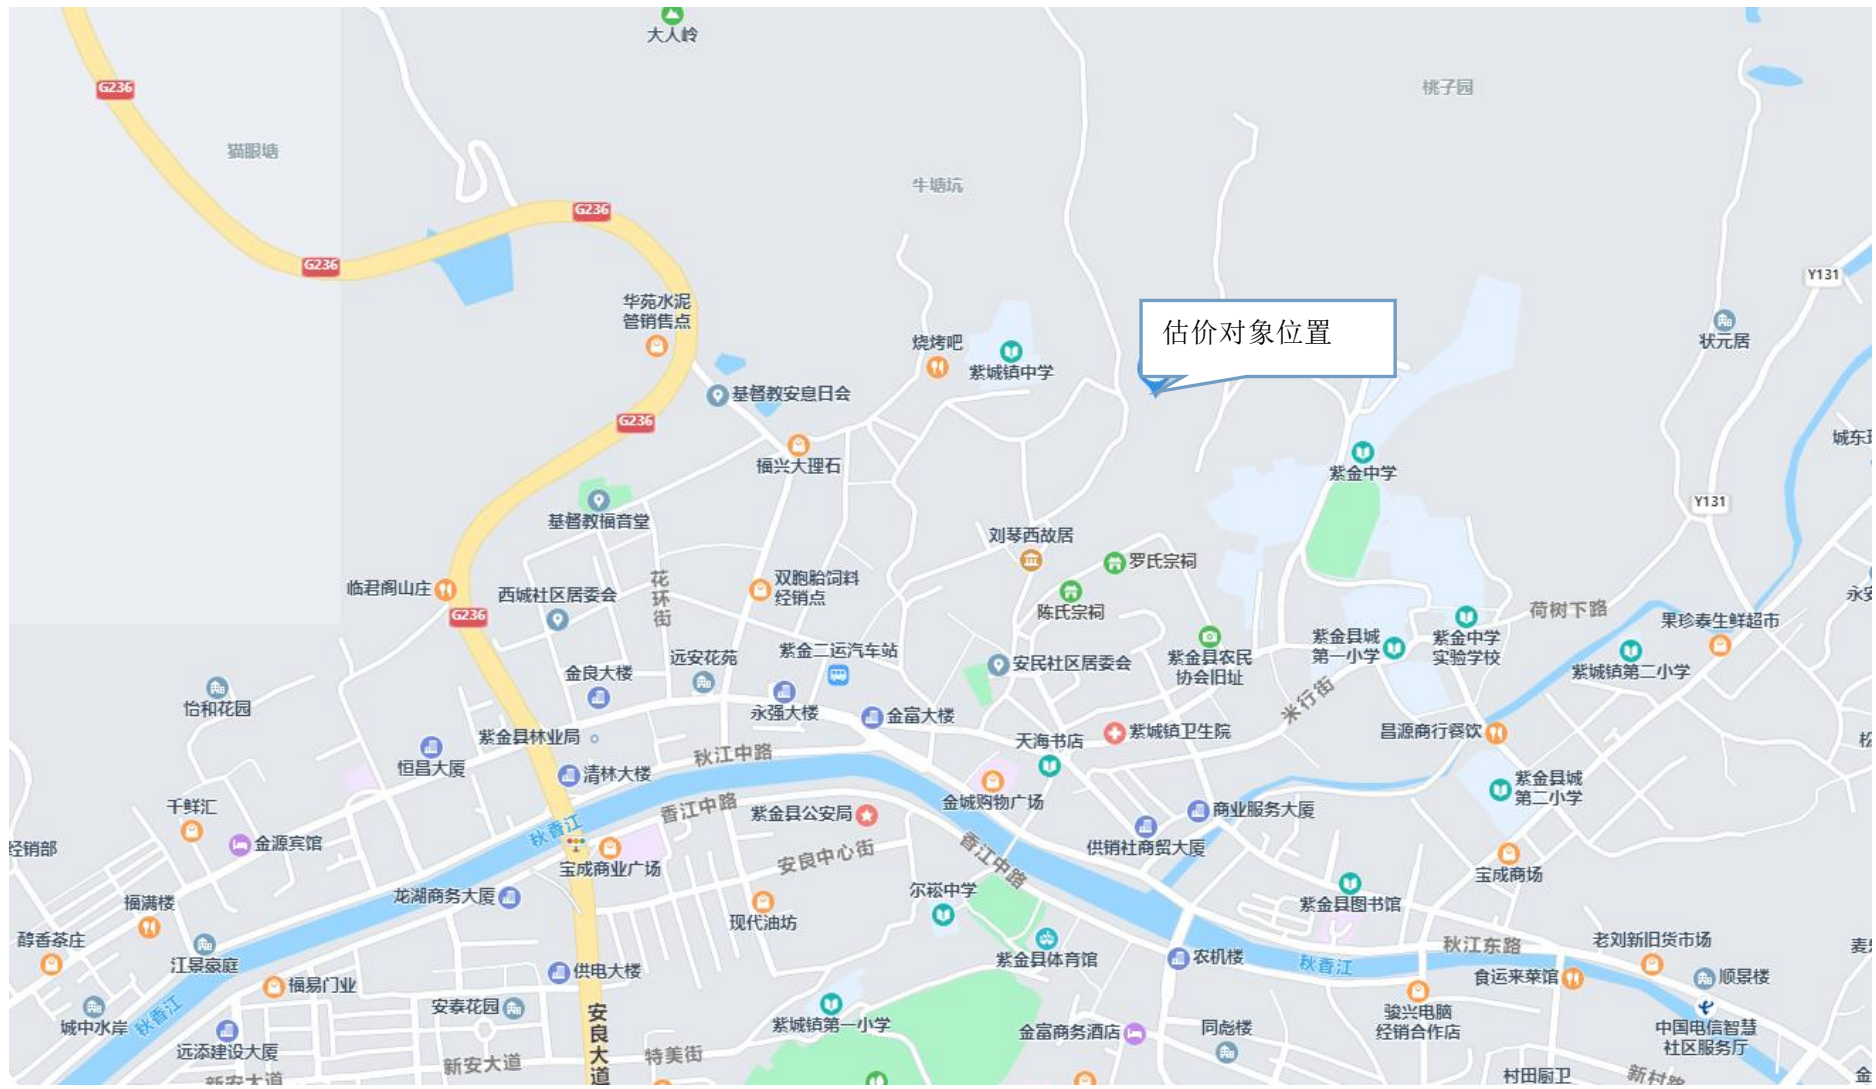 大人岭
G236
桃子园
猫眼塘
牛塘坑
G236
G236
Y131
华苑水泥
管销售点
估价对象位置
状元居
烧烤吧
紫城镇中学
基督教安息日会
G236
城东
福兴大理石
紫金中学
Y131
基督教福音堂
刘琴西故居
罗氏宗祠
临君阁山庄
双胞胎饲料
经销点
花环街
西城社区居委会
G236
陈氏宗祠
荷树下路
永安
果珍泰生鲜超市
紫金县城
第一小学
紫金中学
实验学校
紫金二运汽车站
远安花苑
安民社区居委会
紫金县农民
协会旧址
紫城镇第二小学
金良大楼
怡和花园
永强大楼
金富大楼
米行街
紫金县林业局
天海书店
紫城镇卫生院
昌源商行餐饮
松
秋江中路
恒昌大厦
清林大楼
紫金县城
第二小学
千鲜汇
香江中路
紫金县公安局
金城购物广场
商业服务大厦
秋香江
金源宾馆
经销部
供销社商贸大厦
安良中心街
香江中路
宝成商业广场
宝成商场
龙湖商务大厦
尔崧中学
福满楼
现代油坊
紫金县图书馆
醇香茶庄
秋江东路
老刘新旧货市场
麦
江景豪庭
紫金县体育馆
农机楼
秋香江
供电大楼
食运来菜馆
顺景楼
福易门业
安泰花园
城中水岸
秋香江
安良大道
紫城镇第一小学
金富商务酒店
同彪楼
骏兴电脑
经销合作店
中国电信智慧
社区服务厅
远添建设大厦
新安大道
特美街
新安大道
村田厨卫
新村路
金